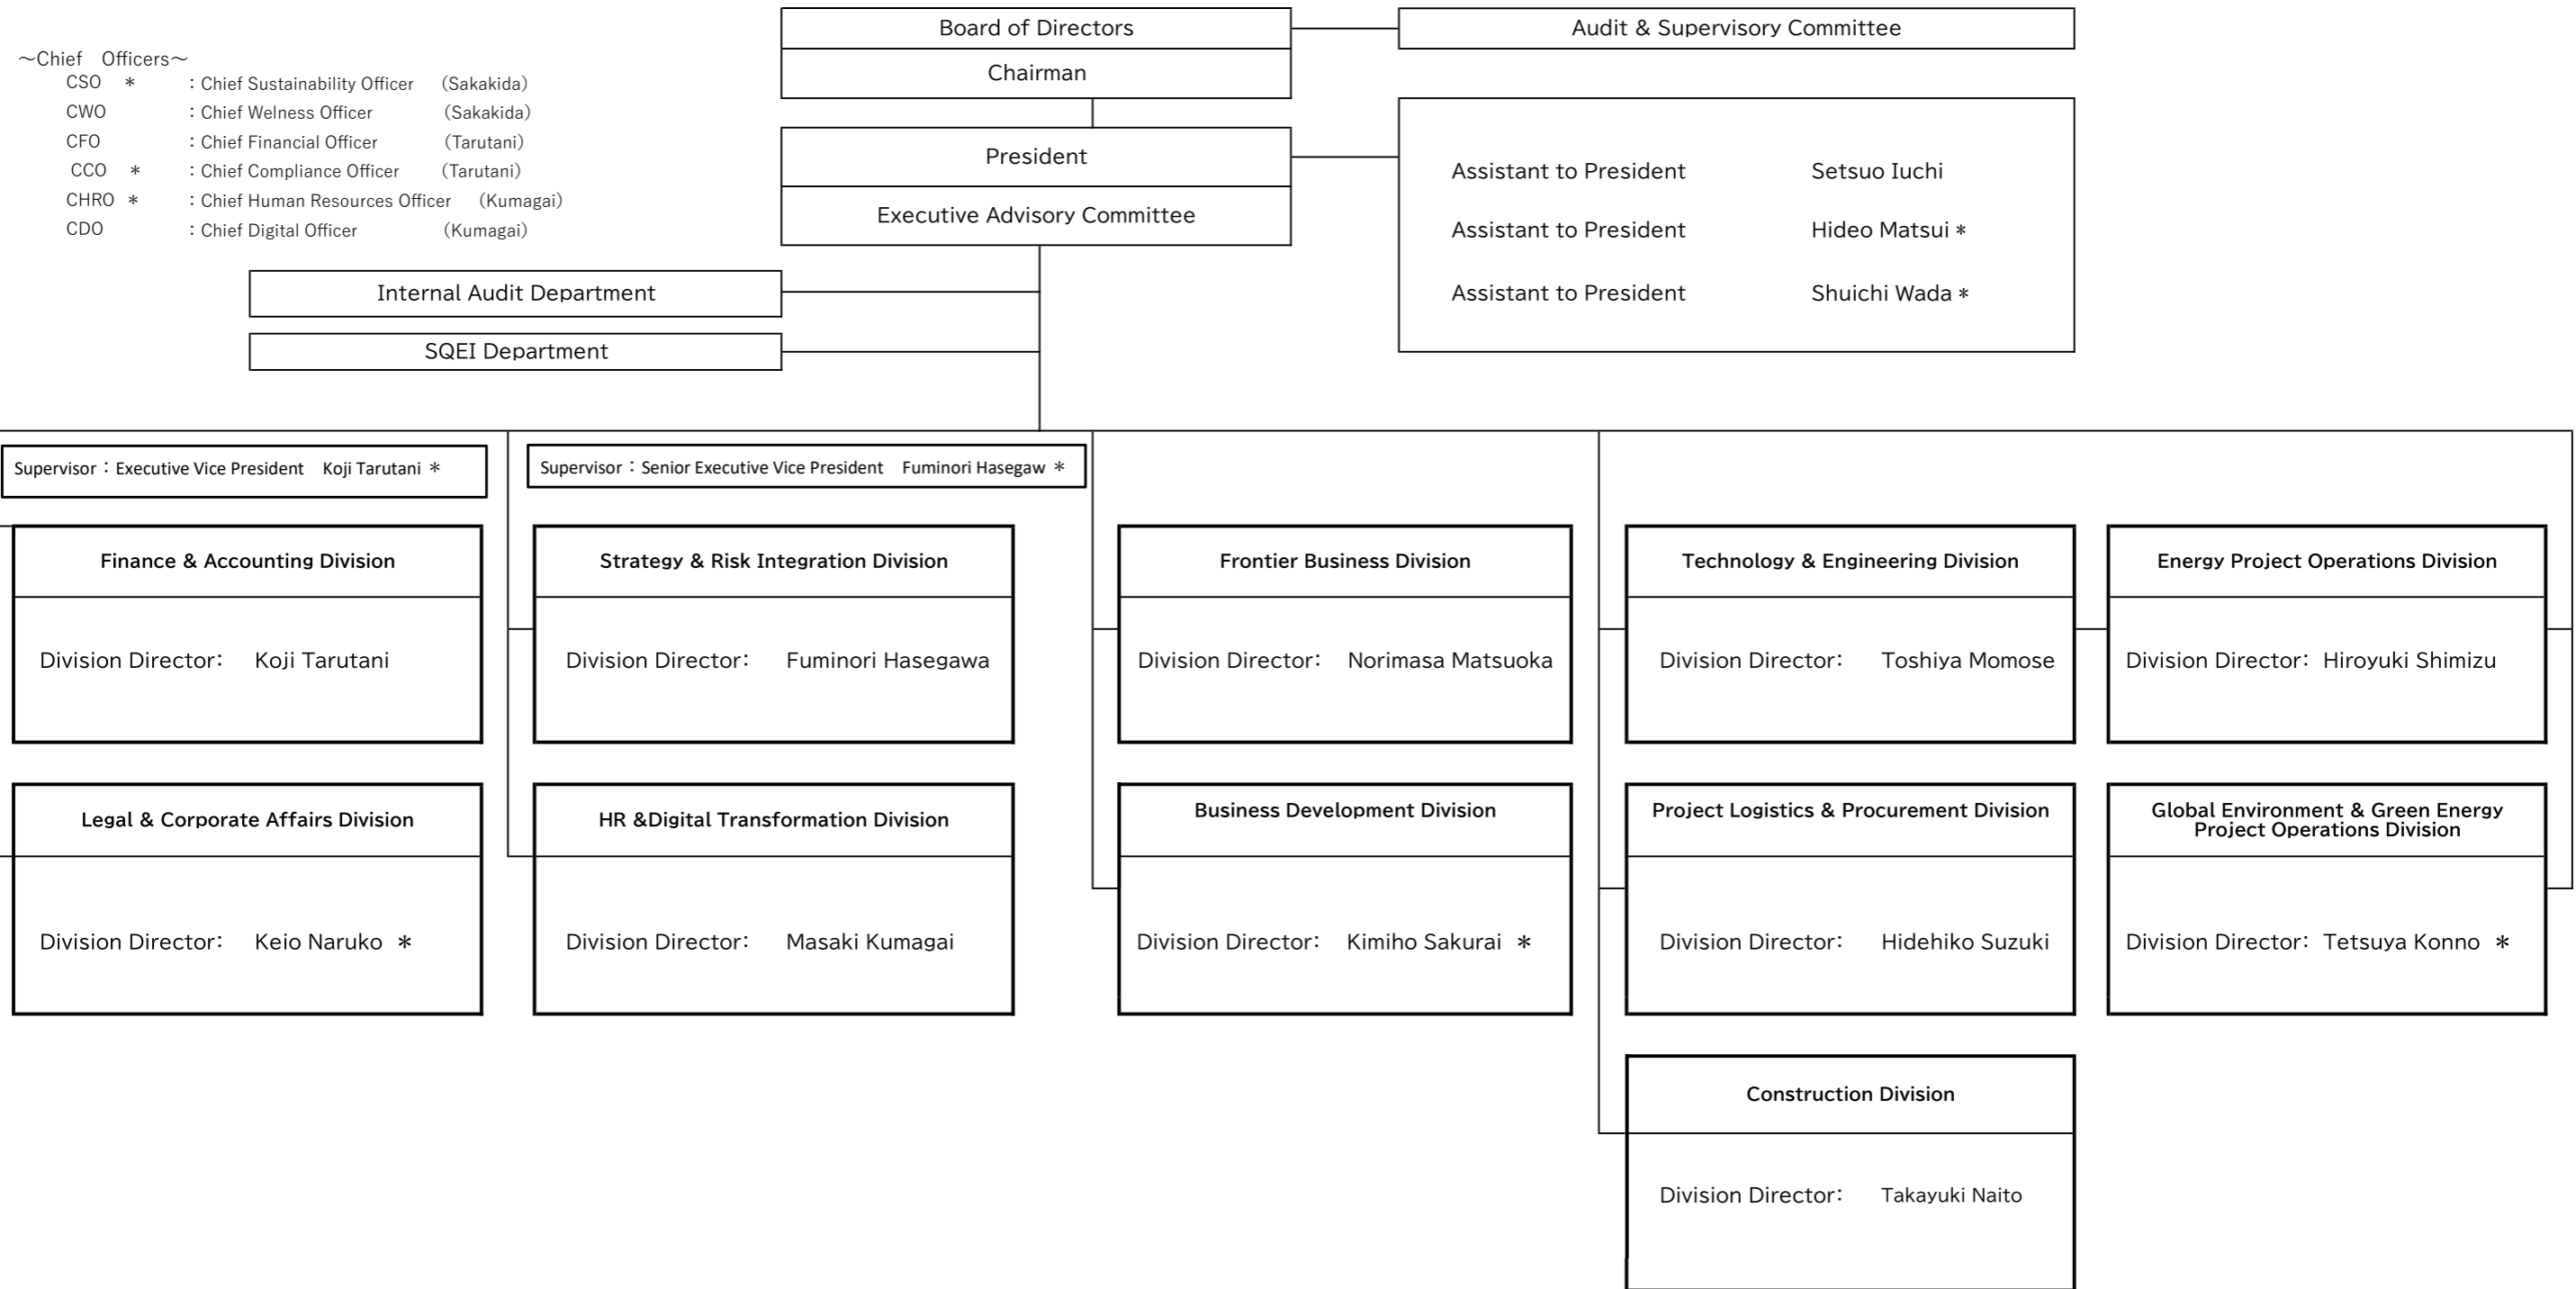 Board of Directors
Audit & Supervisory Committee
Chairman
～Chief　Officers～
CSO ＊ ：Chief Sustainability Officer （Sakakida）
CWO ：Chief Welness Officer （Sakakida）
CFO ：Chief Financial Officer （Tarutani）
CCO ＊ ：Chief Compliance Officer （Tarutani）
CHRO ＊ ：Chief Human Resources Officer （Kumagai）
CDO ：Chief Digital Officer （Kumagai）
President
Executive Advisory Committee
Assistant to President Setsuo Iuchi
Assistant to President Hideo Matsui＊
Assistant to President Shuichi Wada＊
Internal Audit Department
SQEI Department
Supervisor：Executive Vice President　Koji Tarutani ＊
Supervisor：Senior Executive Vice President　Fuminori Hasegaw ＊
Finance & Accounting Division
Division Director： Koji Tarutani
Strategy & Risk Integration Division
Division Director： Fuminori Hasegawa
Frontier Business Division
Division Director： Norimasa Matsuoka
Technology & Engineering Division
Division Director： Toshiya Momose
Energy Project Operations Division
Division Director：Hiroyuki Shimizu
Legal & Corporate Affairs Division
Division Director： Keio Naruko ＊
HR &Digital Transformation Division
Division Director： Masaki Kumagai
Business Development Division
Division Director： Kimiho Sakurai ＊
Project Logistics & Procurement Division
Division Director： Hidehiko Suzuki
Global Environment & Green Energy
Project Operations Division
Division Director：Tetsuya Konno ＊
Construction Division
Division Director： Takayuki Naito